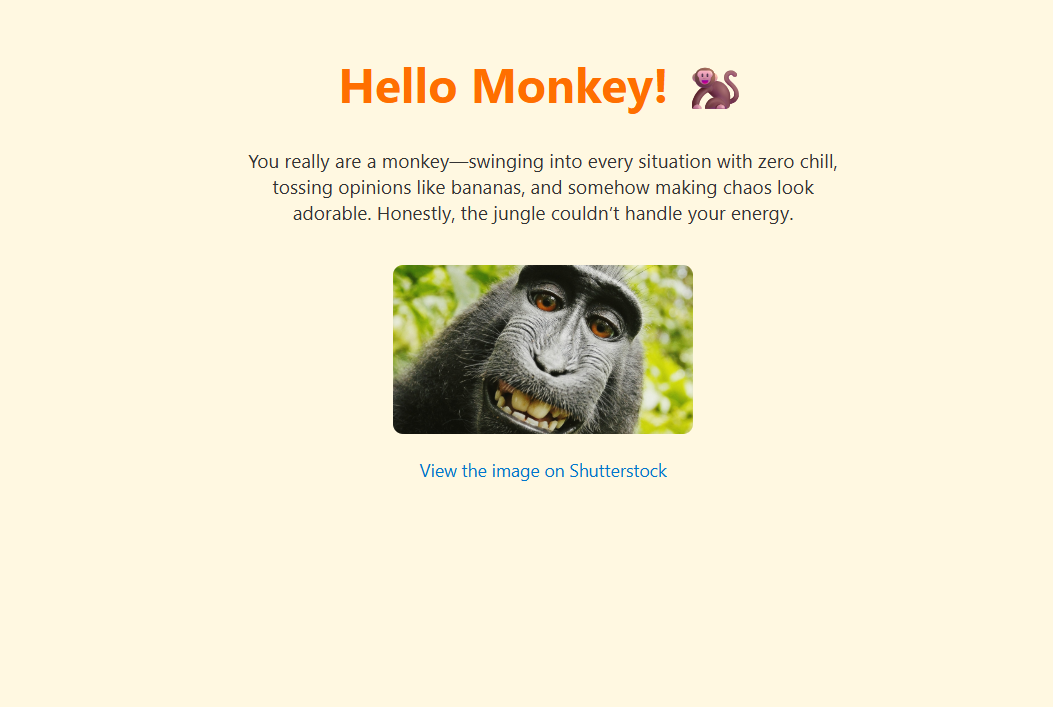 Hello Monkey! 🐒
You really are a monkey—swinging into every situation with zero chill,
tossing opinions like bananas, and somehow making chaos look
adorable. Honestly, the jungle couldn’t handle your energy.
View the image on Shutterstock